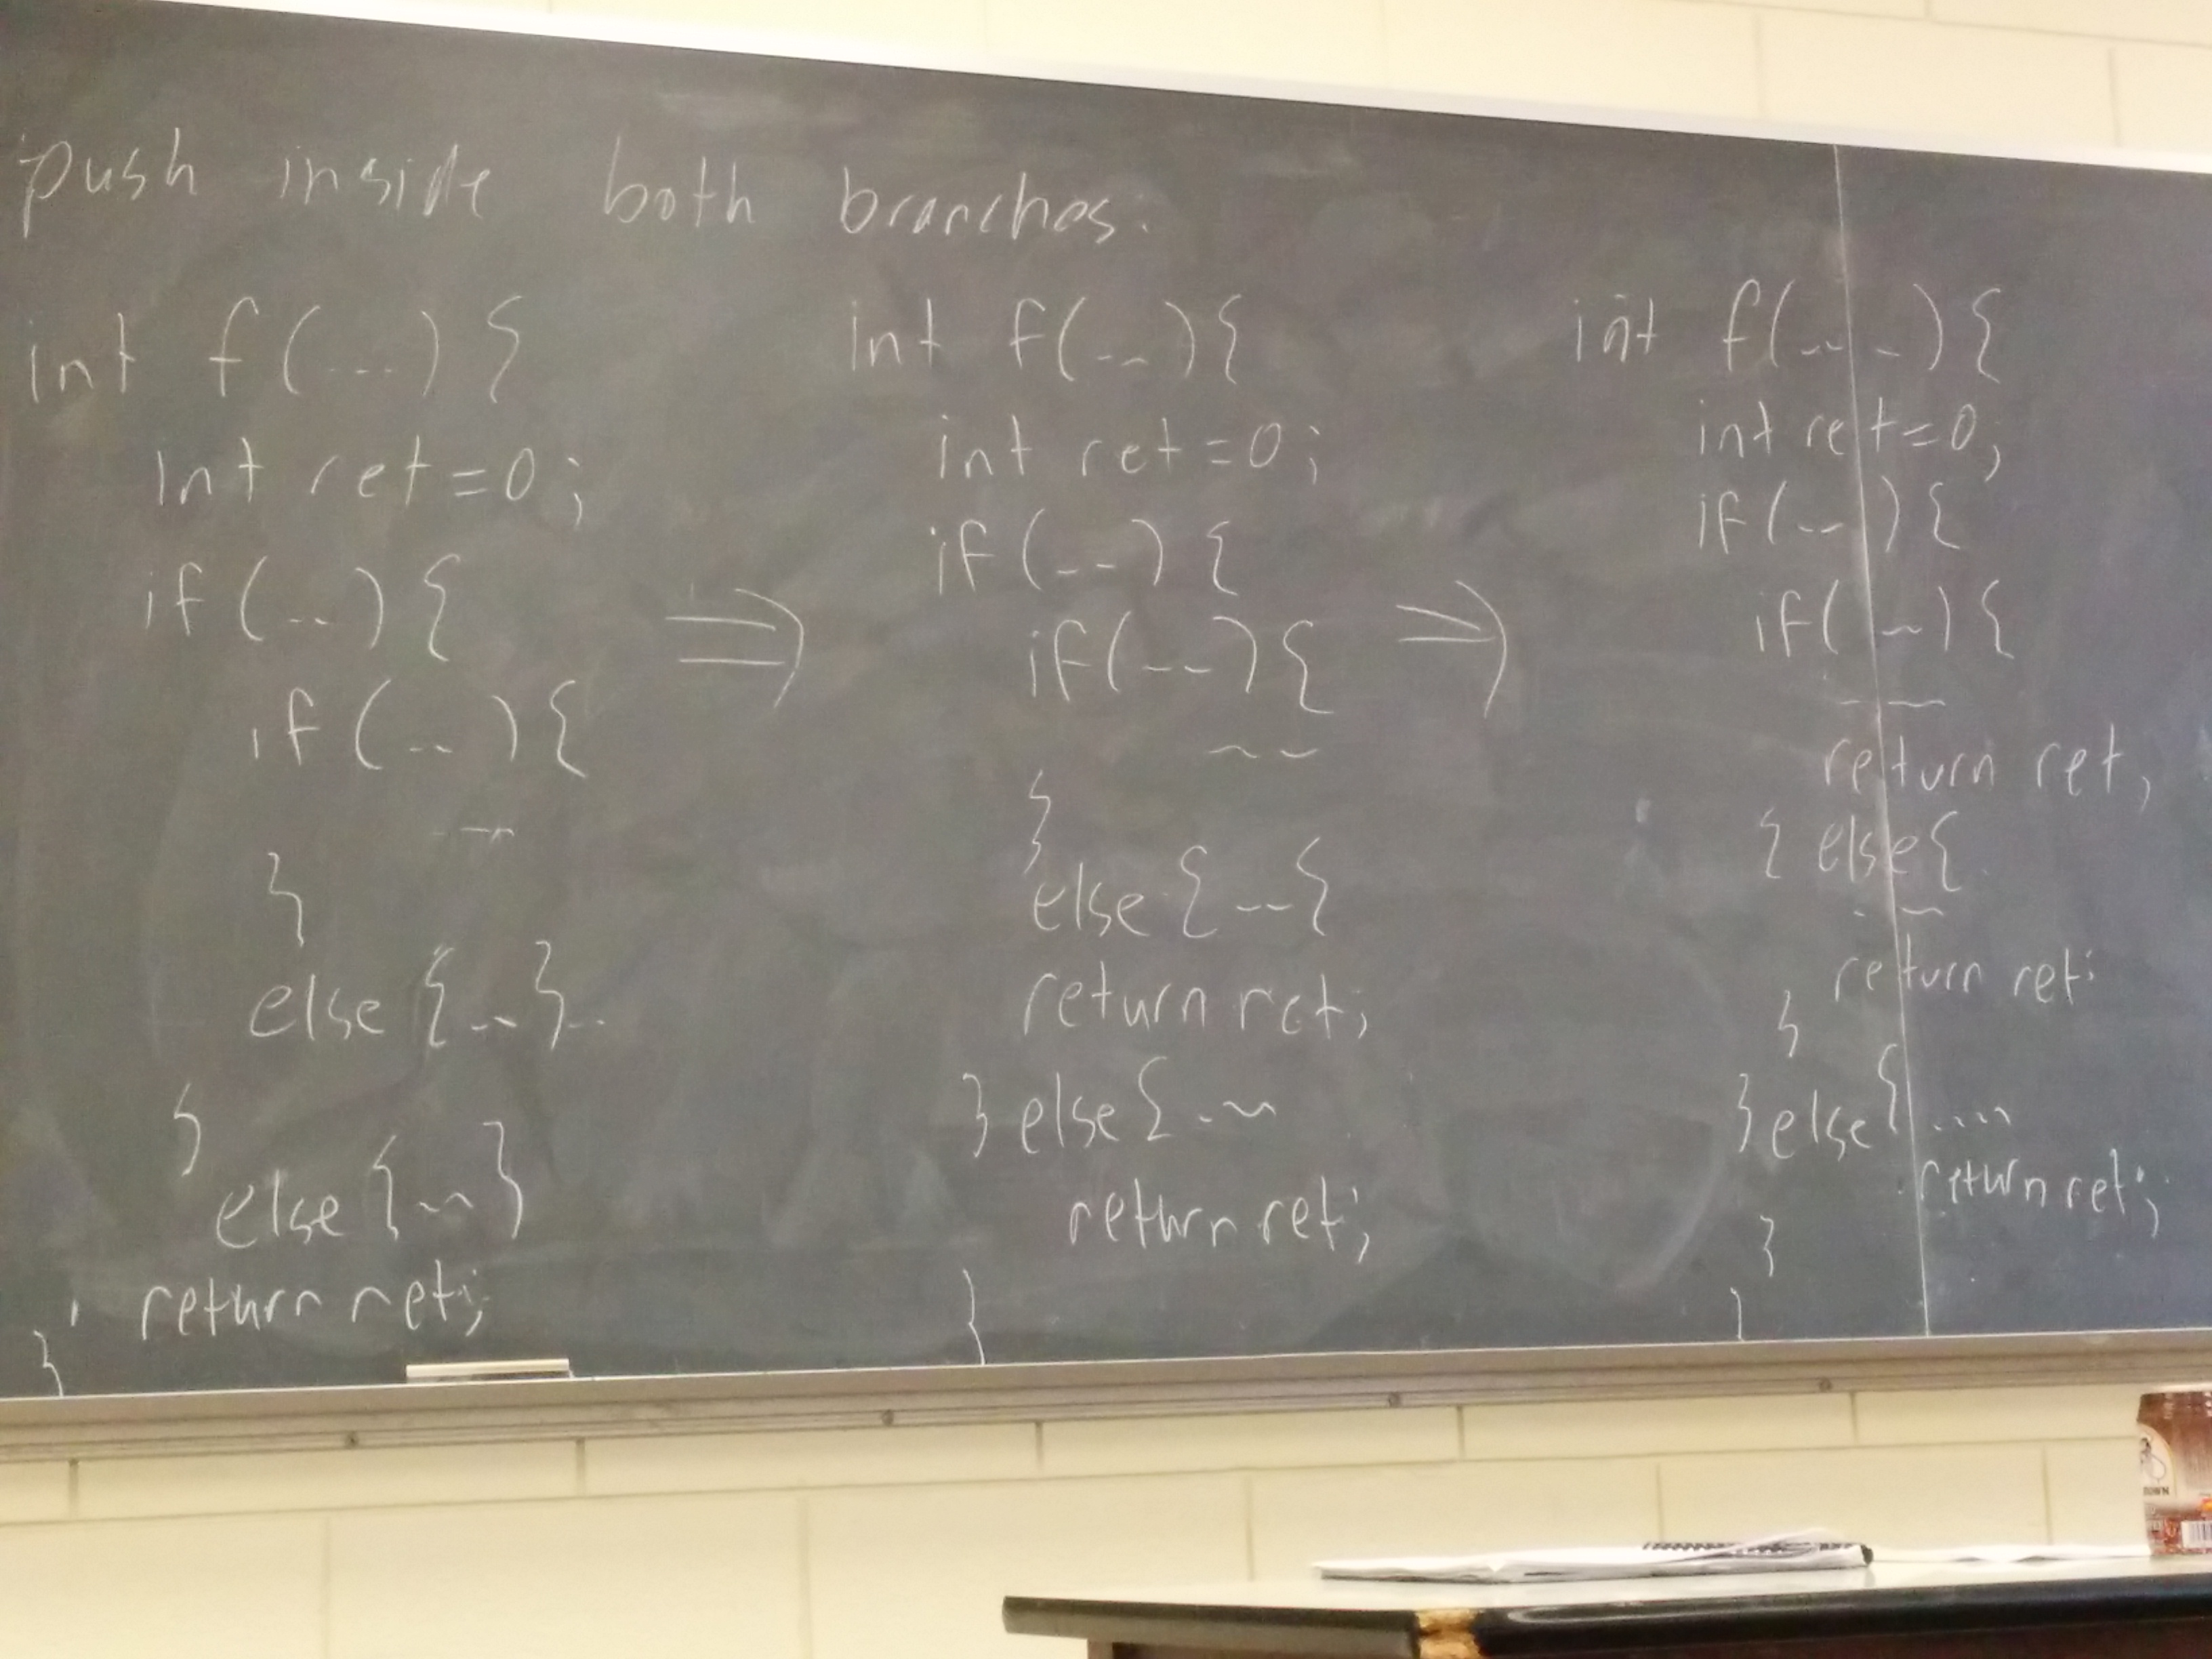 push inside both branches.
int f(...) {
int ret=0;
if (..) {
if (..) {
}
else {..}..
}
else {~}
return ret;
}
⇒
int f(..){
int ret=0;
if (--) {
if (--) {
~ ~
}
else { -- {
return ret;
} else { .~
return ret;
}
⇒
int f(-- -) {
int ret=0;
if (--) {
if ( ~) {
return ret;
{ else {
return ret;
}
} else { ....
return ret;
}
}